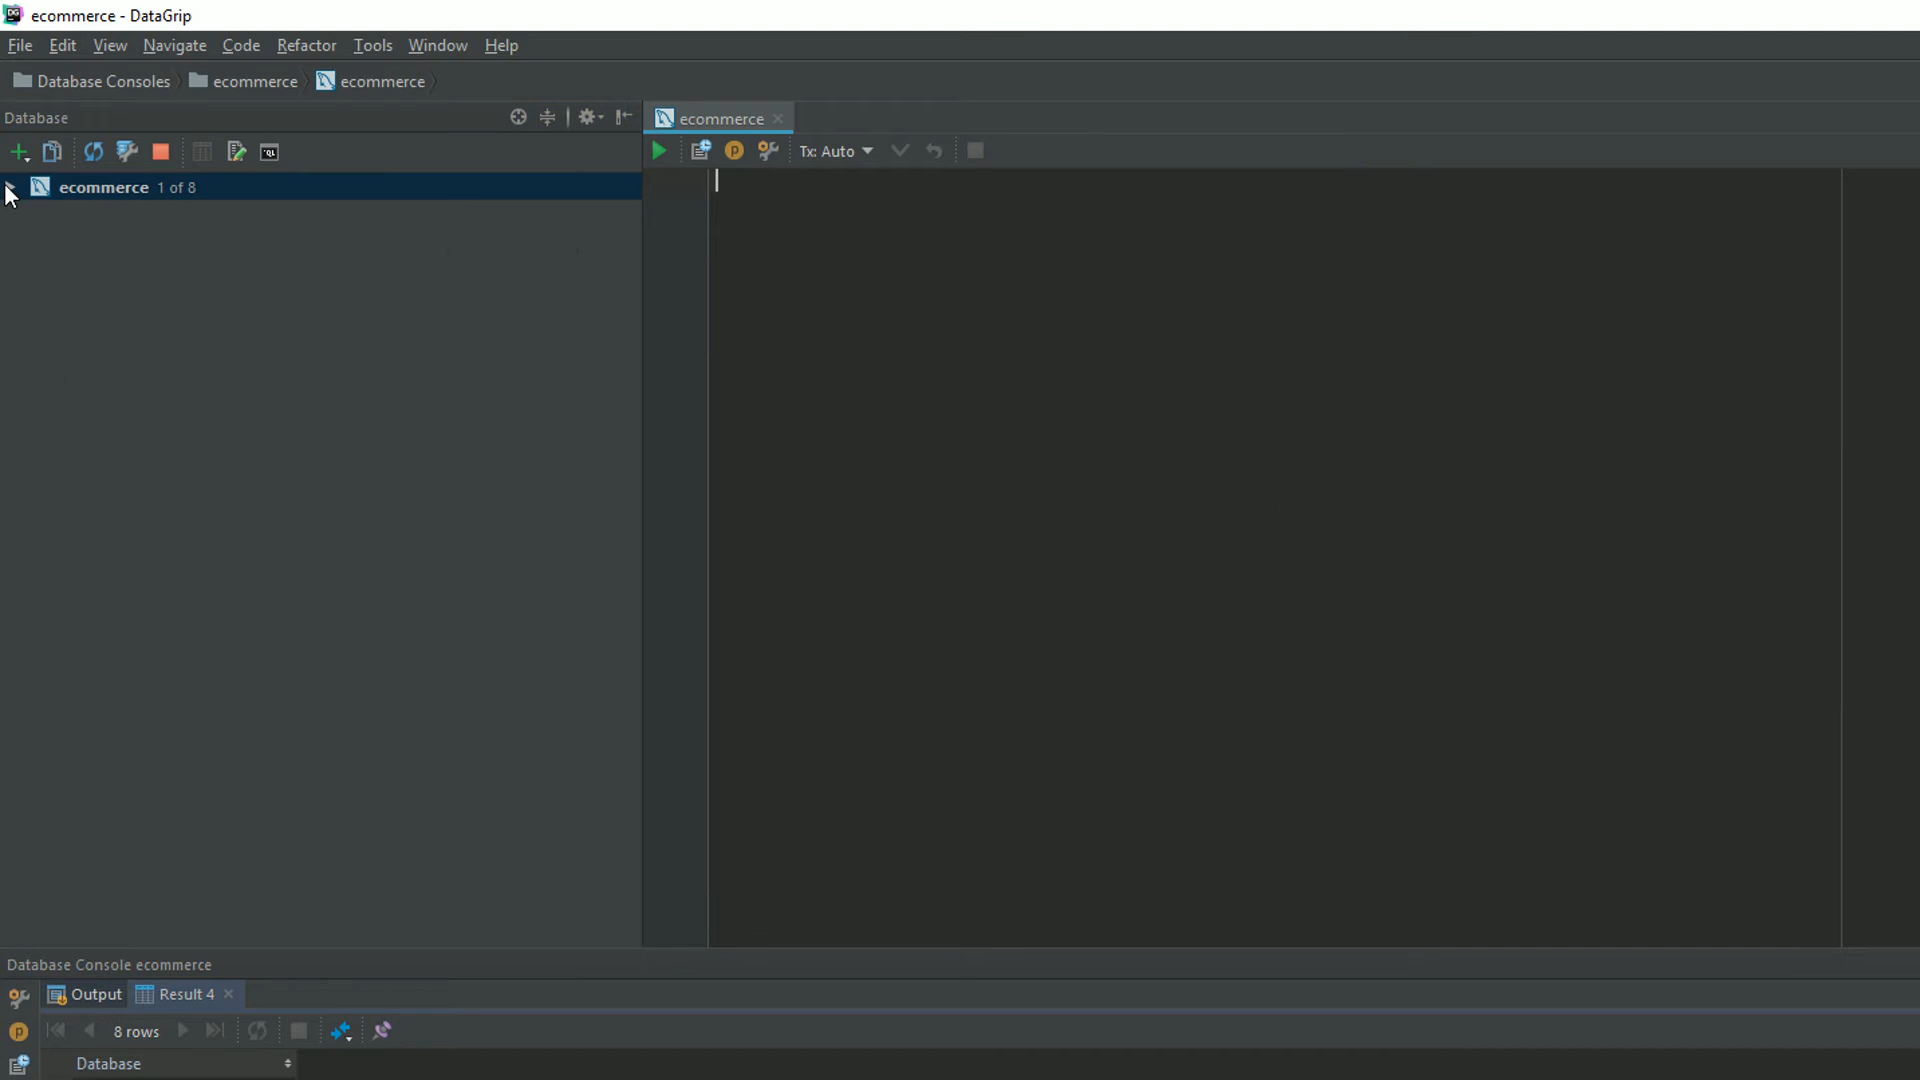 ecommerce - DataGrip
File Edit View Navigate Code Refactor Tools Window Help
Database Consoles ecommerce ecommerce
Database
ecommerce
Tx: Auto
ecommerce 1 of 8
Database Console ecommerce
Output Result 4
8 rows
Database